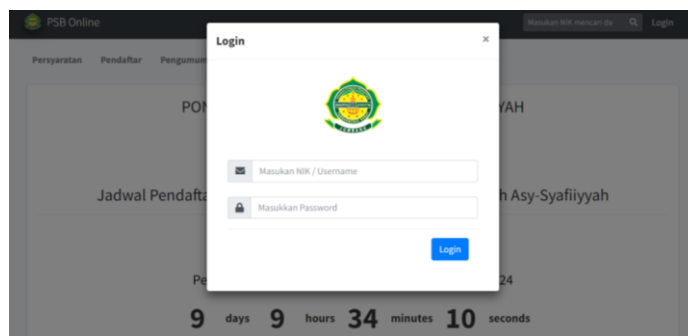 PSB Online
Masukan NIK mencari da
Login
Login
×
Persyaratan Pendaftar Pengumum
PON YAH
Masukan NIK / Username
Jadwal Pendafta h Asy-Syafiiyyah
Masukkan Password
Login
Pe 24
9 days 9 hours 34 minutes 10 seconds